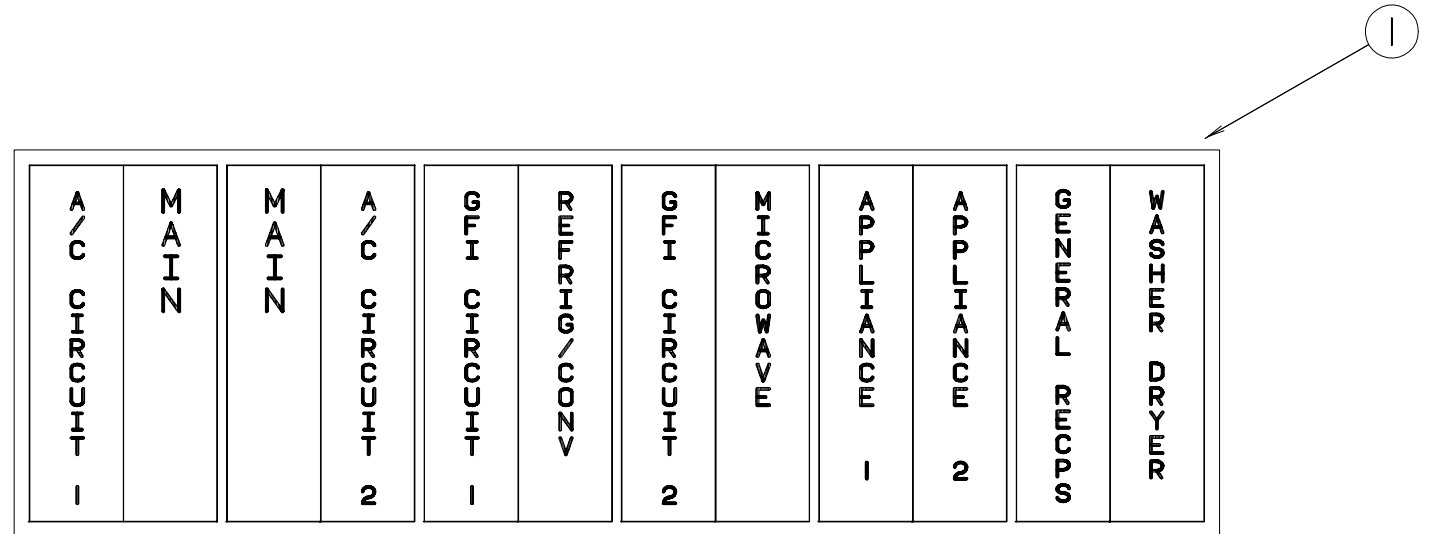 1
A/C CIRCUIT 1
MAIN
MAIN
A/C CIRCUIT 2
GFI CIRCUIT 1
REFRIG/CONV
GFI CIRCUIT 2
MICROWAVE
APPLIANCE 1
APPLIANCE 2
GENERAL RECPS
WASHER DRYER